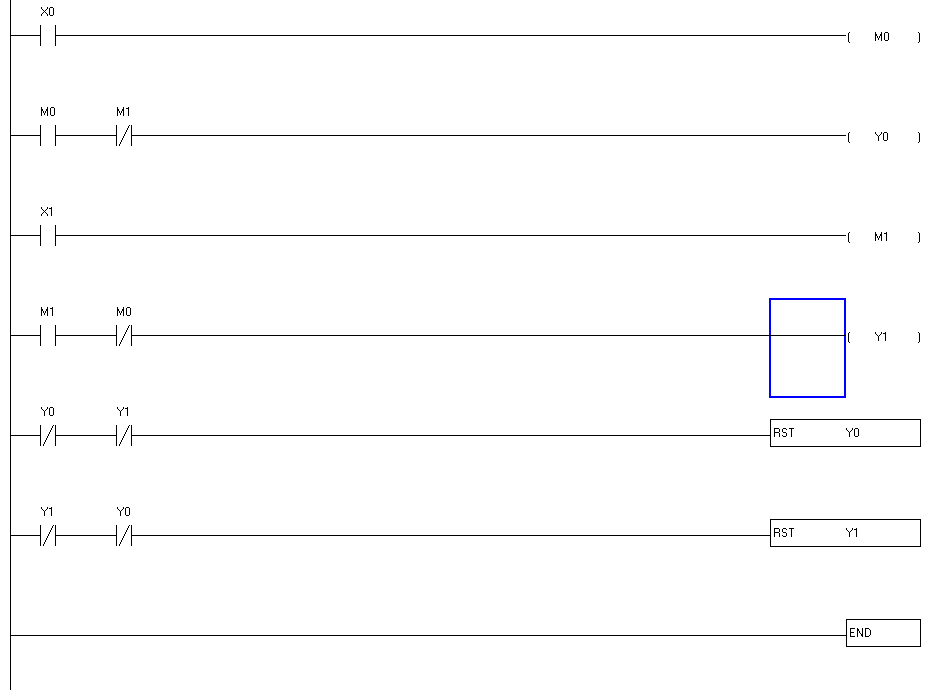 X0
( M0 )
M0 M1
( Y0 )
X1
( M1 )
M1 M0
( Y1 )
Y0 Y1
RST Y0
Y1 Y0
RST Y1
END